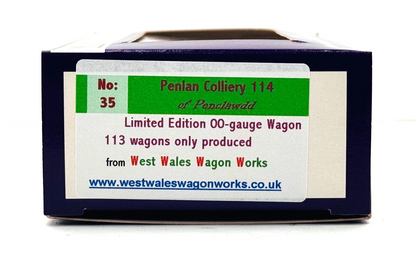 No:
35
Penlan Colliery 114
of Penclawdd
Limited Edition OO-gauge Wagon
113 wagons only produced
from West Wales Wagon Works
www.westwaleswagonworks.co.uk